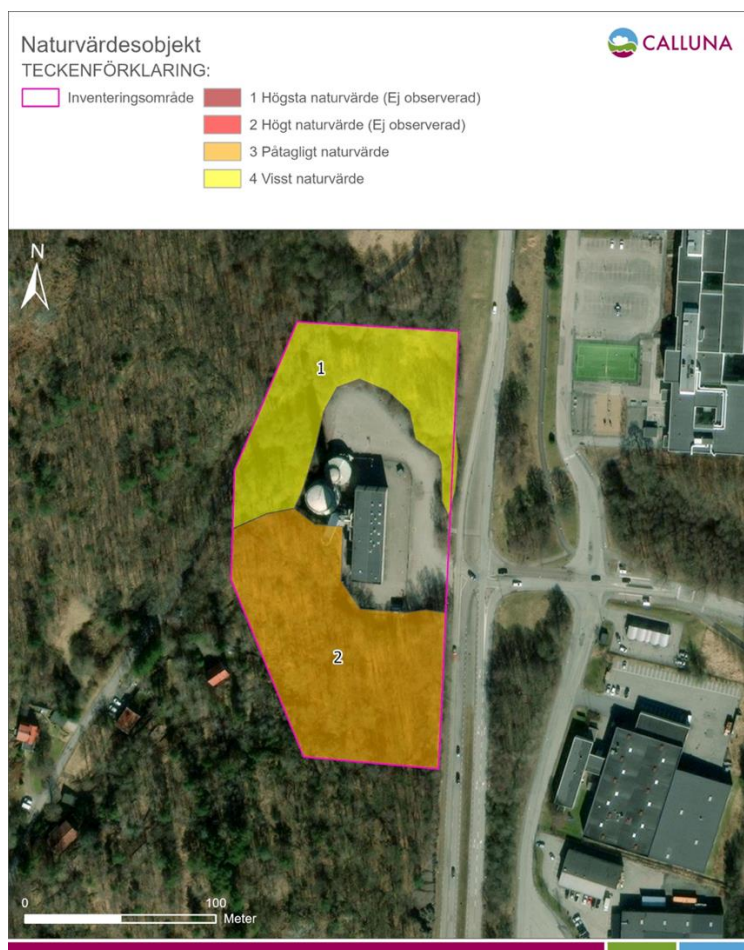 Naturvärdesobjekt
CALLUNA
TECKENFÖRKLARING:
Inventeringsområde
1 Högsta naturvärde (Ej observerad)
2 Högt naturvärde (Ej observerad)
3 Påtagligt naturvärde
4 Visst naturvärde
N
1
2
0 100
Meter